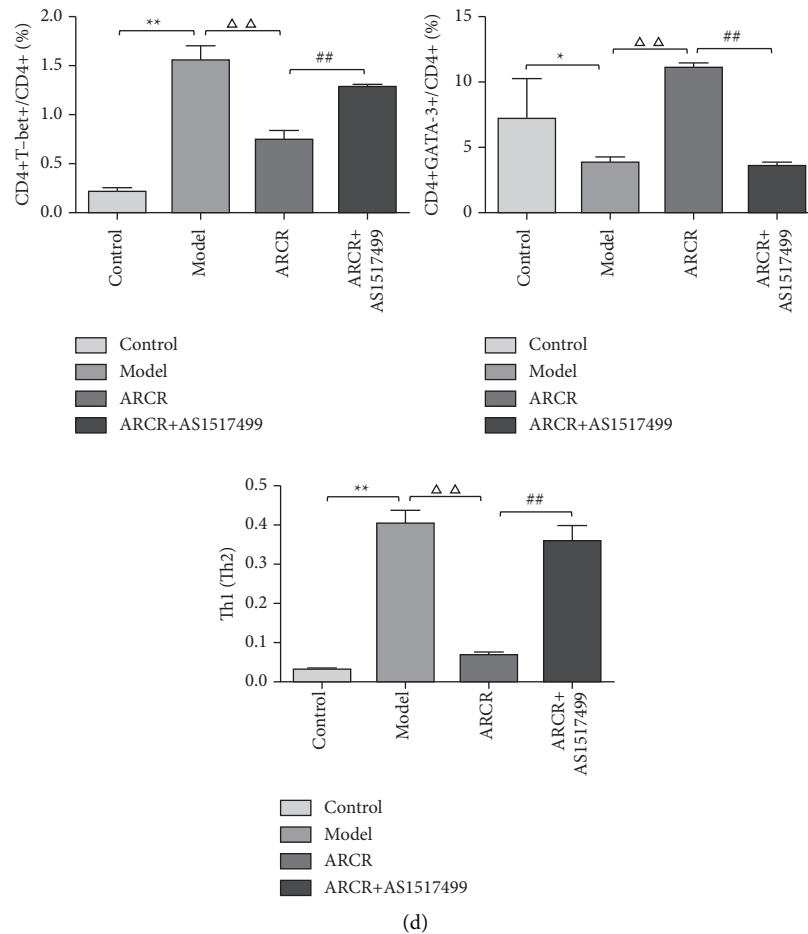 CD4+T–bet+/CD4+ (%)
2.0
1.5
1.0
0.5
0.0
**
△ △
##
Control
Model
ARCR
ARCR+
AS1517499
Control
Model
ARCR
ARCR+AS1517499
CD4+GATA-3+/CD4+ (%)
15
10
5
0
*
△ △
##
Control
Model
ARCR
ARCR+
AS1517499
Control
Model
ARCR
ARCR+AS1517499
Th1 (Th2)
0.5
0.4
0.3
0.2
0.1
0.0
**
△ △
##
Control
Model
ARCR
ARCR+
AS1517499
Control
Model
ARCR
ARCR+AS1517499
(d)